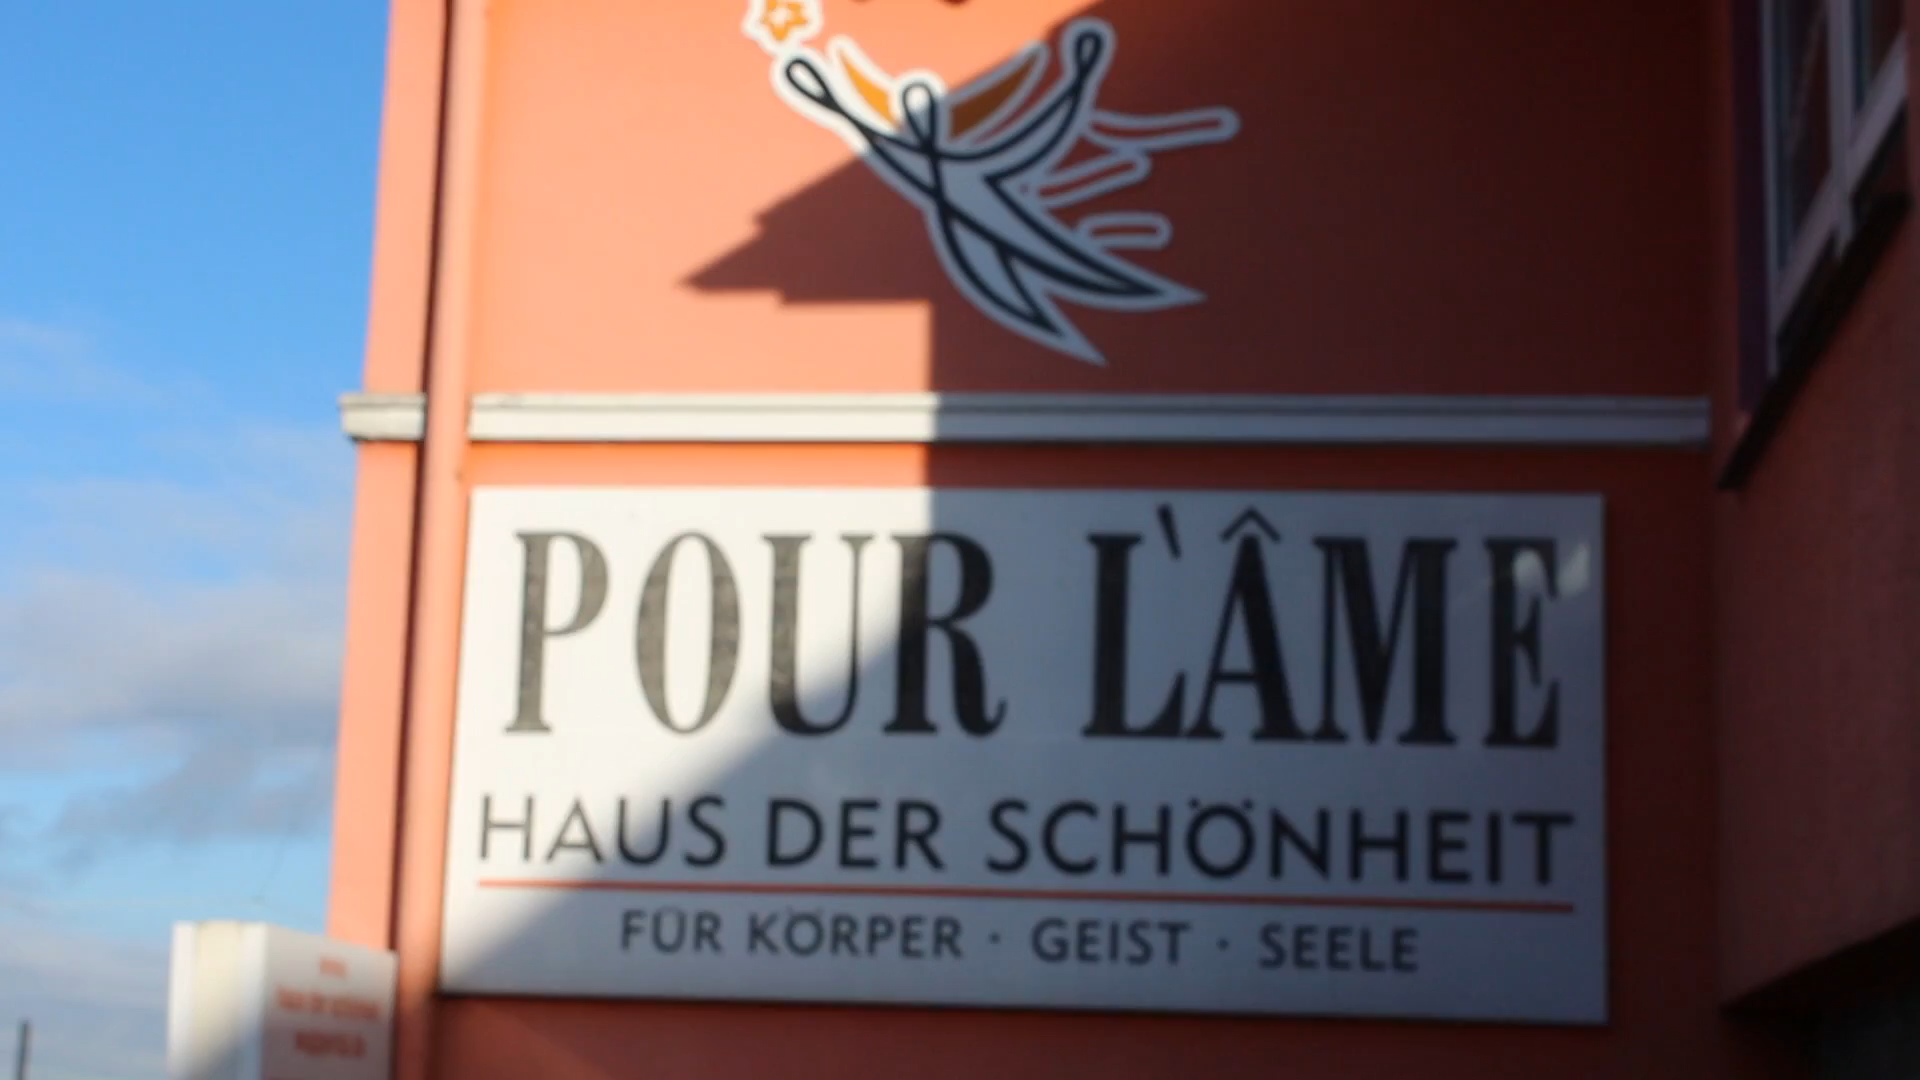 POUR L`ÂME
HAUS DER SCHÖNHEIT
FÜR KÖRPER · GEIST · SEELE